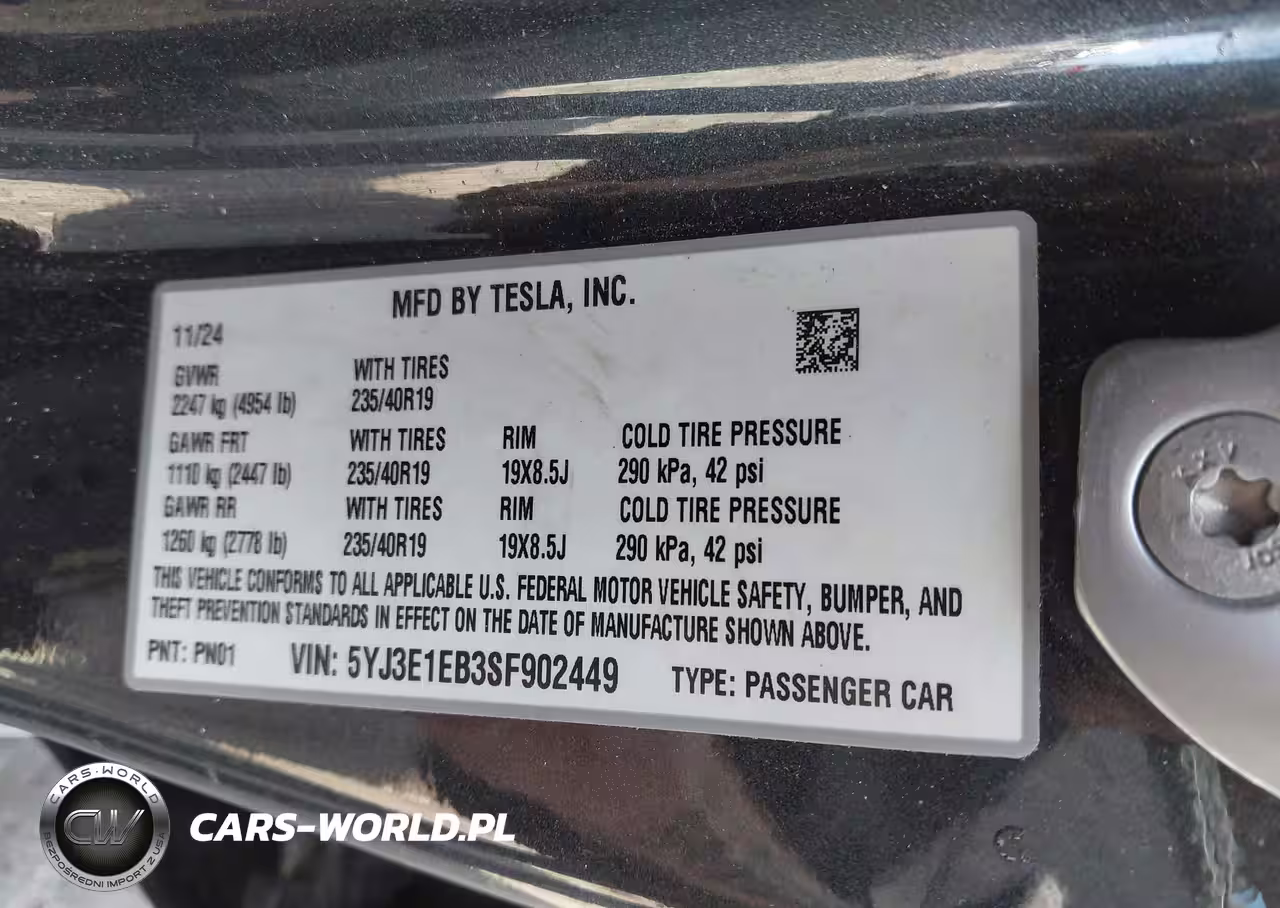 MFD BY TESLA, INC.
11/24
GVWR WITH TIRES
2247 kg (4954 lb) 235/40R19
GAWR FRT WITH TIRES RIM COLD TIRE PRESSURE
1110 kg (2447 lb) 235/40R19 19X8.5J 290 kPa, 42 psi
GAWR RR WITH TIRES RIM COLD TIRE PRESSURE
1260 kg (2778 lb) 235/40R19 19X8.5J 290 kPa, 42 psi
THIS VEHICLE CONFORMS TO ALL APPLICABLE U.S. FEDERAL MOTOR VEHICLE SAFETY, BUMPER, AND
THEFT PREVENTION STANDARDS IN EFFECT ON THE DATE OF MANUFACTURE SHOWN ABOVE.
PNT: PN01 VIN: 5YJ3E1EB3SF902449 TYPE: PASSENGER CAR
CARS-WORLD
CW
BEZPOŚREDNI IMPORT Z USA
CARS-WORLD.PL